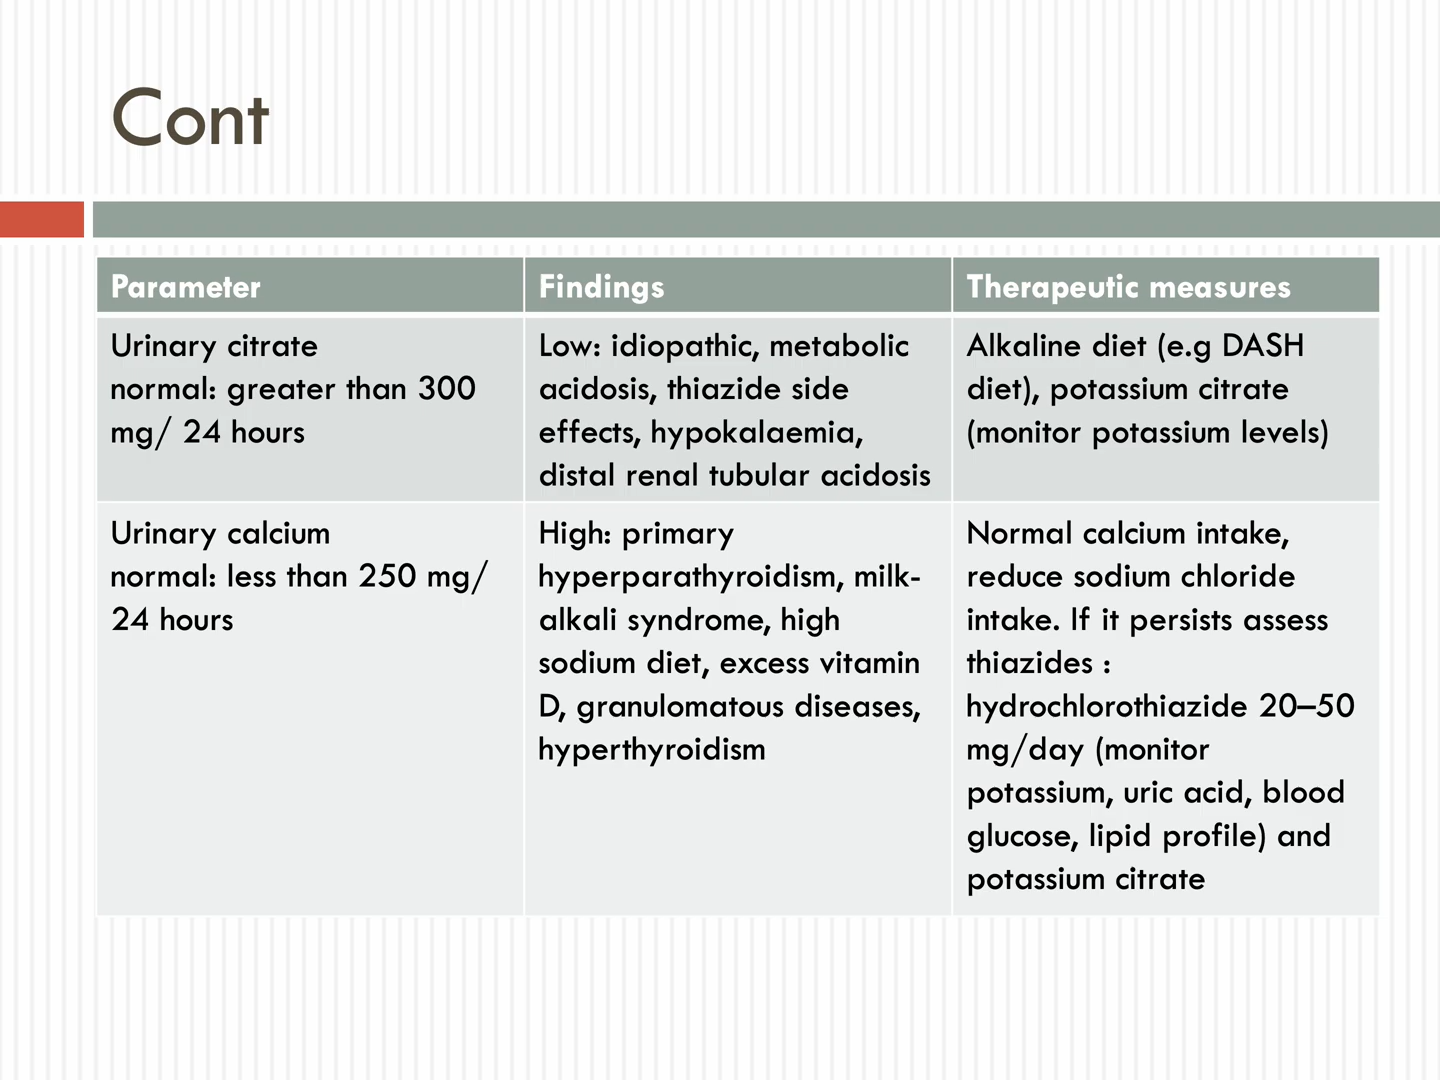 Cont
Parameter
Findings
Therapeutic measures
Urinary citrate
normal: greater than 300
mg/ 24 hours
Low: idiopathic, metabolic
acidosis, thiazide side
effects, hypokalaemia,
distal renal tubular acidosis
Alkaline diet (e.g DASH
diet), potassium citrate
(monitor potassium levels)
Urinary calcium
normal: less than 250 mg/
24 hours
High: primary
hyperparathyroidism, milk-
alkali syndrome, high
sodium diet, excess vitamin
D, granulomatous diseases,
hyperthyroidism
Normal calcium intake,
reduce sodium chloride
intake. If it persists assess
thiazides :
hydrochlorothiazide 20–50
mg/day (monitor
potassium, uric acid, blood
glucose, lipid profile) and
potassium citrate